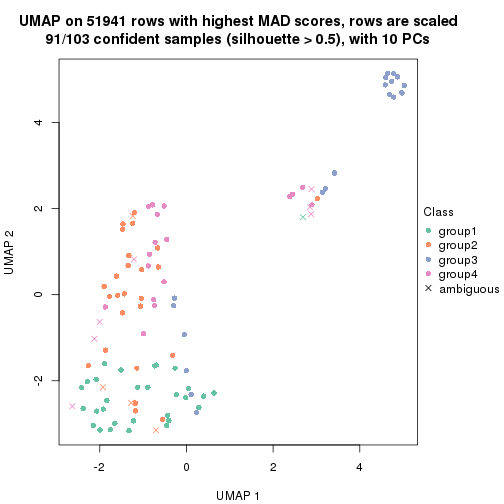 UMAP on 51941 rows with highest MAD scores, rows are scaled
91/103 confident samples (silhouette > 0.5), with 10 PCs
4
2
0
-2
UMAP 2
-2
0
2
4
UMAP 1
Class
group1
group2
group3
group4
ambiguous